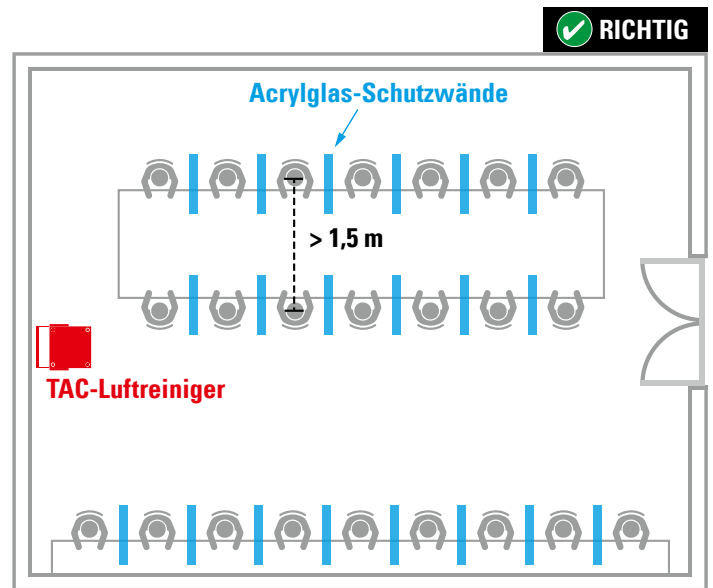 RICHTIG
Acrylglas-Schutzwände
> 1,5 m
TAC-Luftreiniger